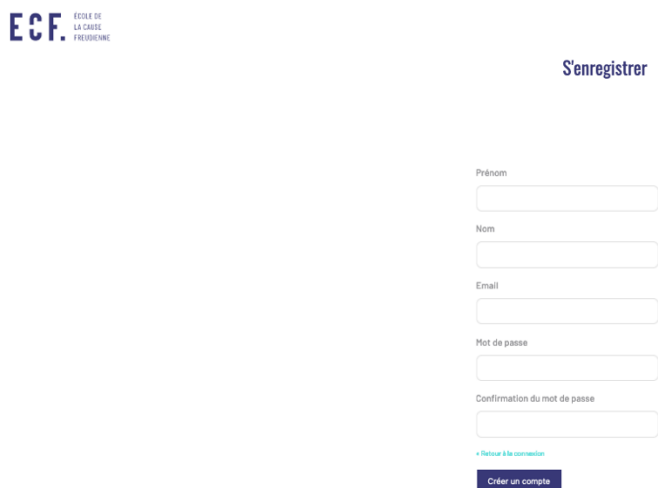 ECF.
ÉCOLE DE
LA CAUSE
FREUDIENNE
S'enregistrer
Prénom
Nom
Email
Mot de passe
Confirmation du mot de passe
« Retour à la connexion
Créer un compte